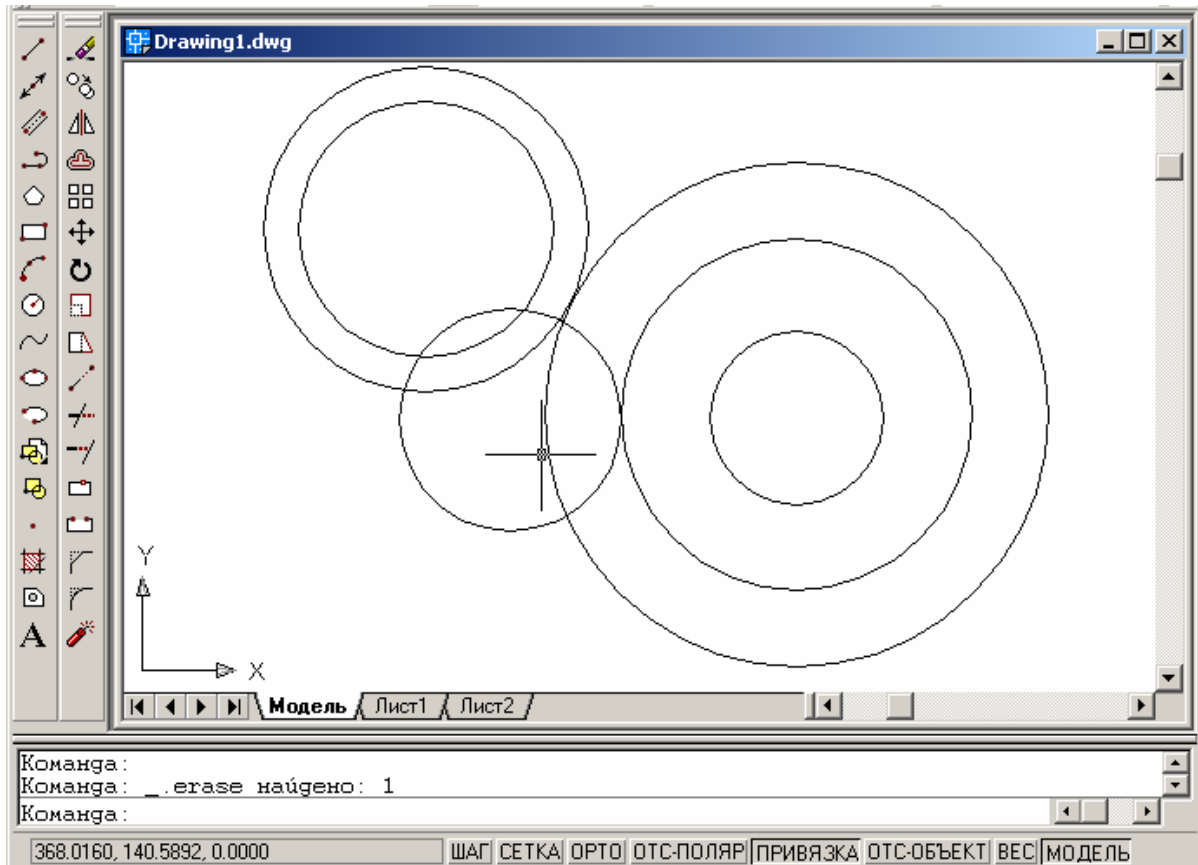 Drawing1.dwg
Y
X
A
Модель Лист1 Лист2
Команда:
Команда: _.erase найдено: 1
Команда:
368.0160, 140.5892, 0.0000 ШАГ СЕТКА ОРТО ОТС-ПОЛЯР ПРИВЯЗКА ОТС-ОБЪЕКТ ВЕС МОДЕЛЬ